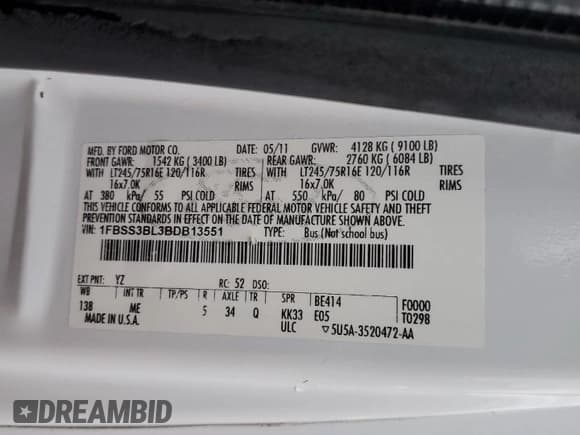 MFD. BY FORD MOTOR CO. DATE: 05/11 GVWR: 4128 KG ( 9100 LB)
FRONT GAWR: 1542 KG ( 3400 LB) REAR GAWR: 2760 KG ( 6084 LB)
WITH LT245/75R16E 120/116R TIRES WITH LT245/75R16E 120/116R TIRES
16x7.0K RIMS 16x7.0K RIMS
AT 380 kPa/ 55 PSI COLD AT 550 kPa/ 80 PSI COLD
THIS VEHICLE CONFORMS TO ALL APPLICABLE FEDERAL MOTOR VEHICLE SAFETY AND THEFT
PREVENTION STANDARDS IN EFFECT ON THE DATE OF MANUFACTURE SHOWN ABOVE.
VIN: 1FBSS3BL3BDB13551 TYPE: Bus (Not school bus)
EXT PNT: YZ RC: 52 DSO:
WB INT TR TP/PS R AXLE TR SPR BE414 F0000
138 ME 5 34 Q KK33 E05 T0298
MADE IN U.S.A. ULC ▽5U5A-3520472-AA
DREAMBID